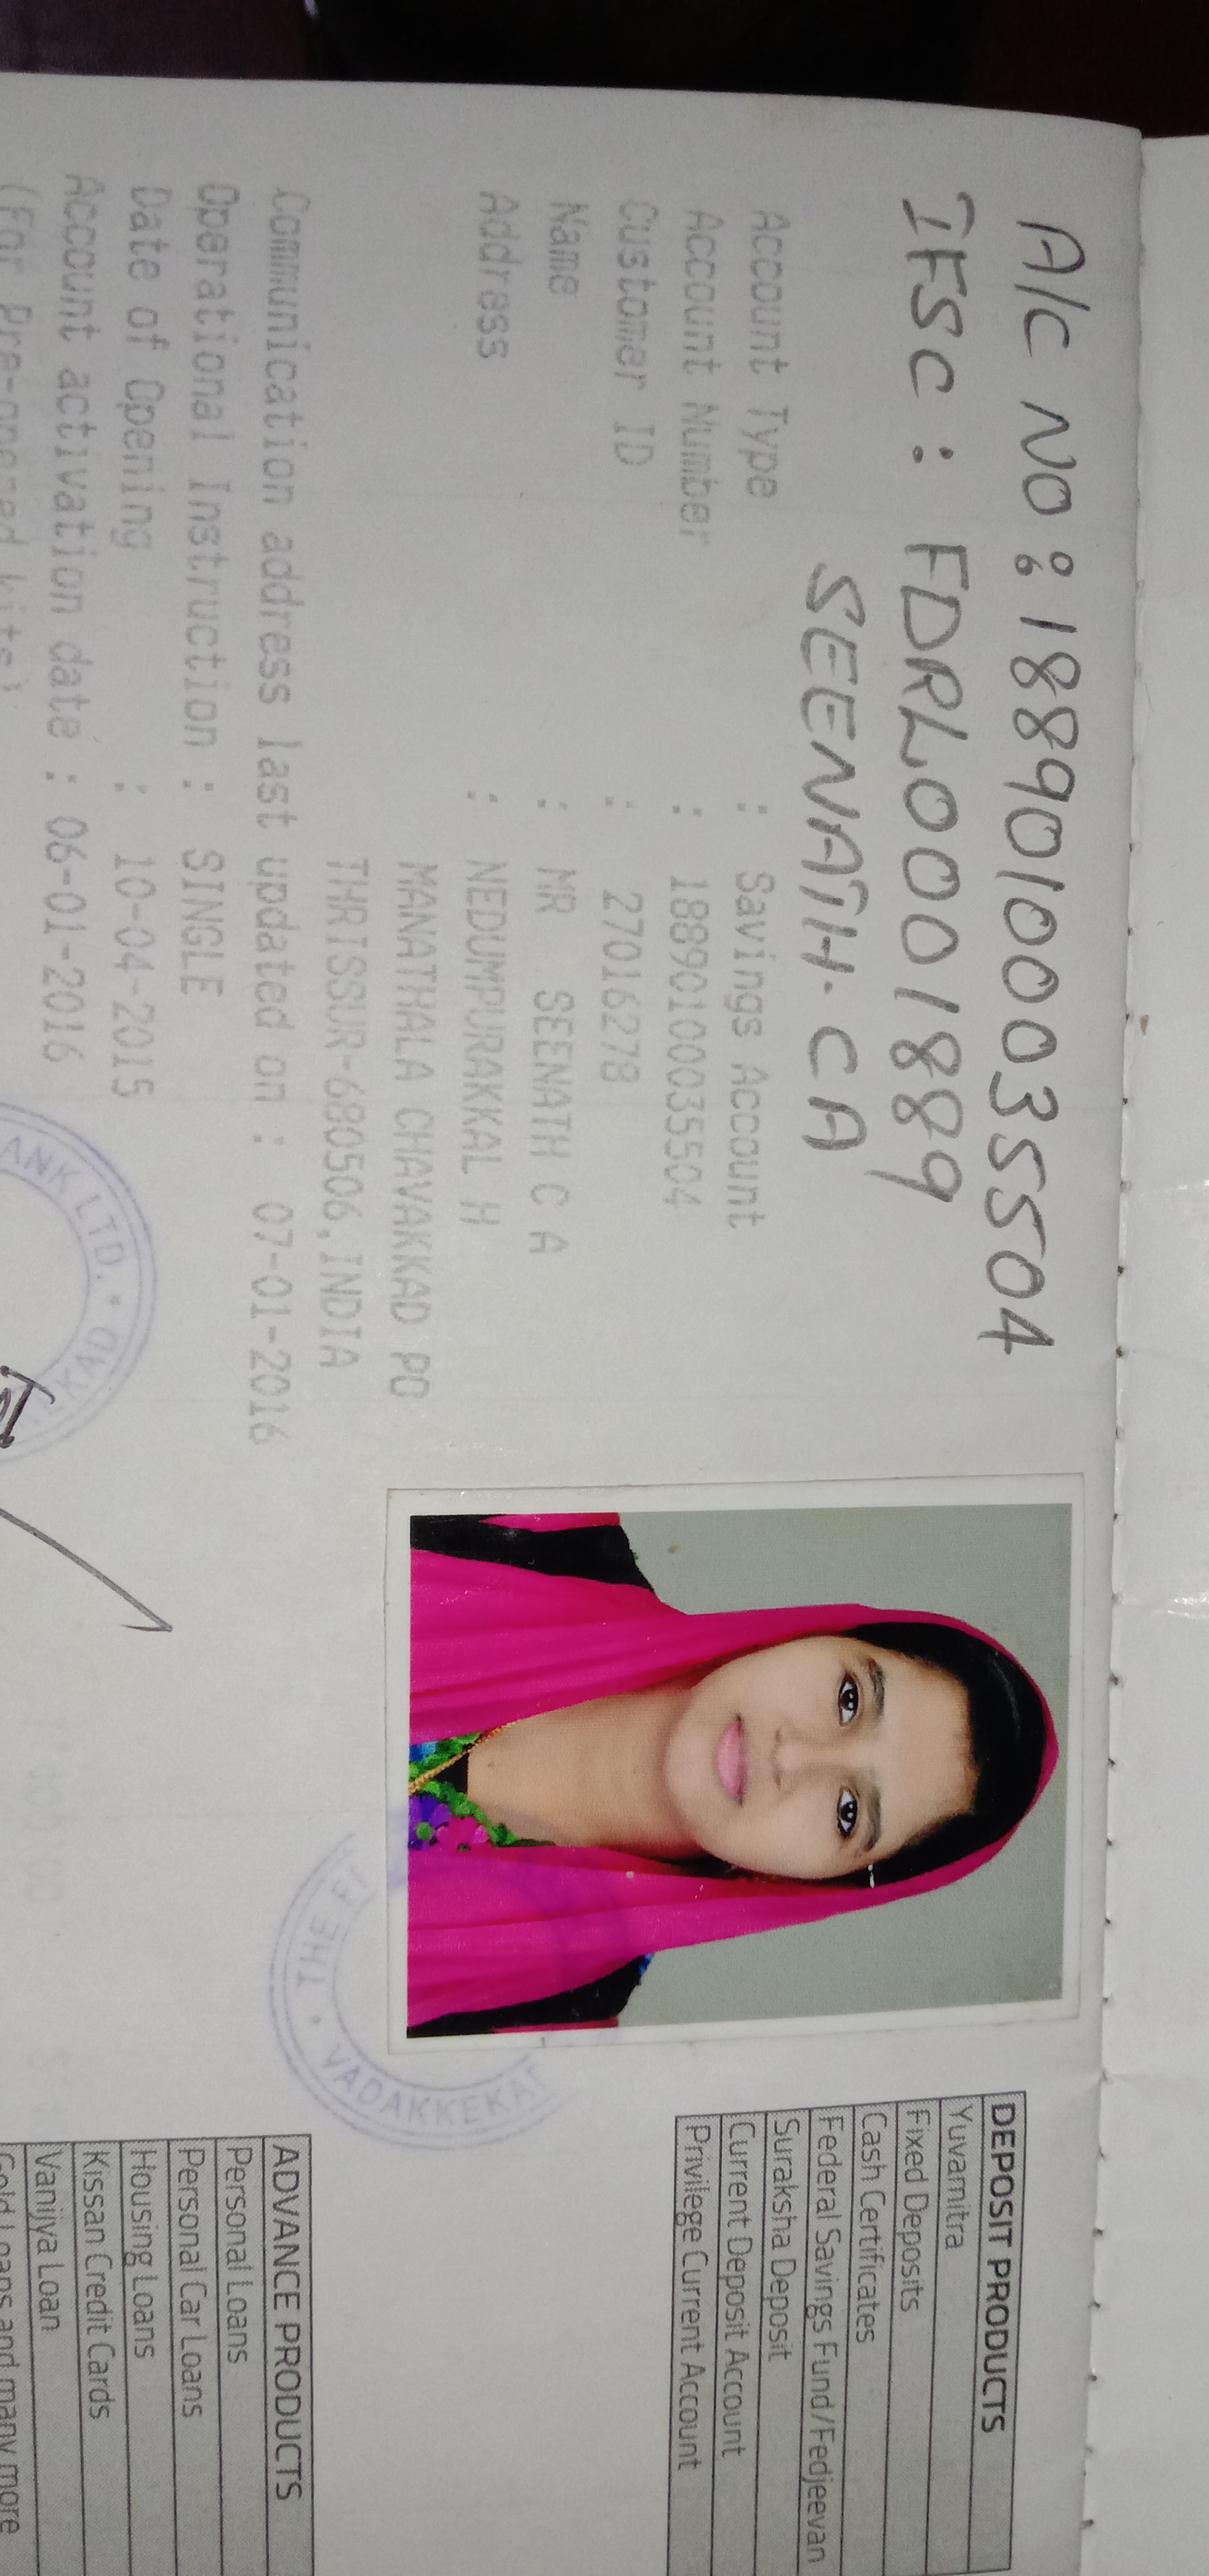 A/C NO : 18890100035504
IFSC : FDRL0001889
SEENATH. C A
Account Type : Savings Account
Account Number : 18890100035504
Customer ID : 27016278
Name : MR SEENATH C A
Address : NEDUMPURAKKAL H
MANATHALA CHAVAKKAD PO
THRISSUR-680506,INDIA
Communication address last updated on : 07-01-2016
Operational Instruction : SINGLE
Date of Opening : 10-04-2015
Account activation date : 06-01-2016
(For Pre-opened kits)
ANK LTD. *
THE
VADAKKEKA
DEPOSIT PRODUCTS
Yuvamitra
Fixed Deposits
Cash Certificates
Federal Savings Fund/Fedjeevan
Suraksha Deposit
Current Deposit Account
Privilege Current Account
ADVANCE PRODUCTS
Personal Loans
Personal Car Loans
Housing Loans
Kissan Credit Cards
Vanijya Loan
Gold Loans and many more